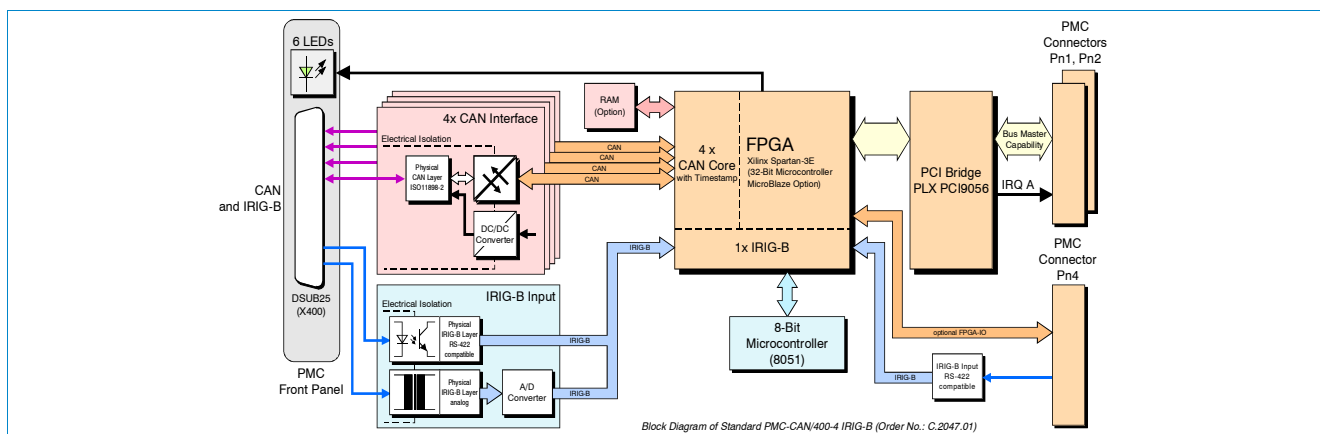 6 LEDs
CAN
and IRIG-B
DSUB25
(X400)
PMC
Front Panel
4x CAN Interface
Electrical Isolation
Physical
CAN Layer
ISO11898-2
DC/DC
Converter
IRIG-B Input
Electrical Isolation
Physical
IRIG-B Layer
RS-422
compatible
Physical
IRIG-B Layer
analog
A/D
Converter
RAM
(Option)
CAN
CAN
CAN
CAN
IRIG-B
IRIG-B
IRIG-B
4 x
CAN Core
with Timestamp
FPGA
Xilinx Spartan-3E
(32-Bit Microcontroller
MicroBlaze Option)
1x IRIG-B
8-Bit
Microcontroller
(8051)
PCI Bridge
PLX PCI9056
Bus Master
Capability
IRQ A
PMC
Connectors
Pn1, Pn2
PMC
Connector
Pn4
optional FPGA-IO
IRIG-B
IRIG-B Input
RS-422
compatible
Block Diagram of Standard PMC-CAN/400-4 IRIG-B (Order No.: C.2047.01)